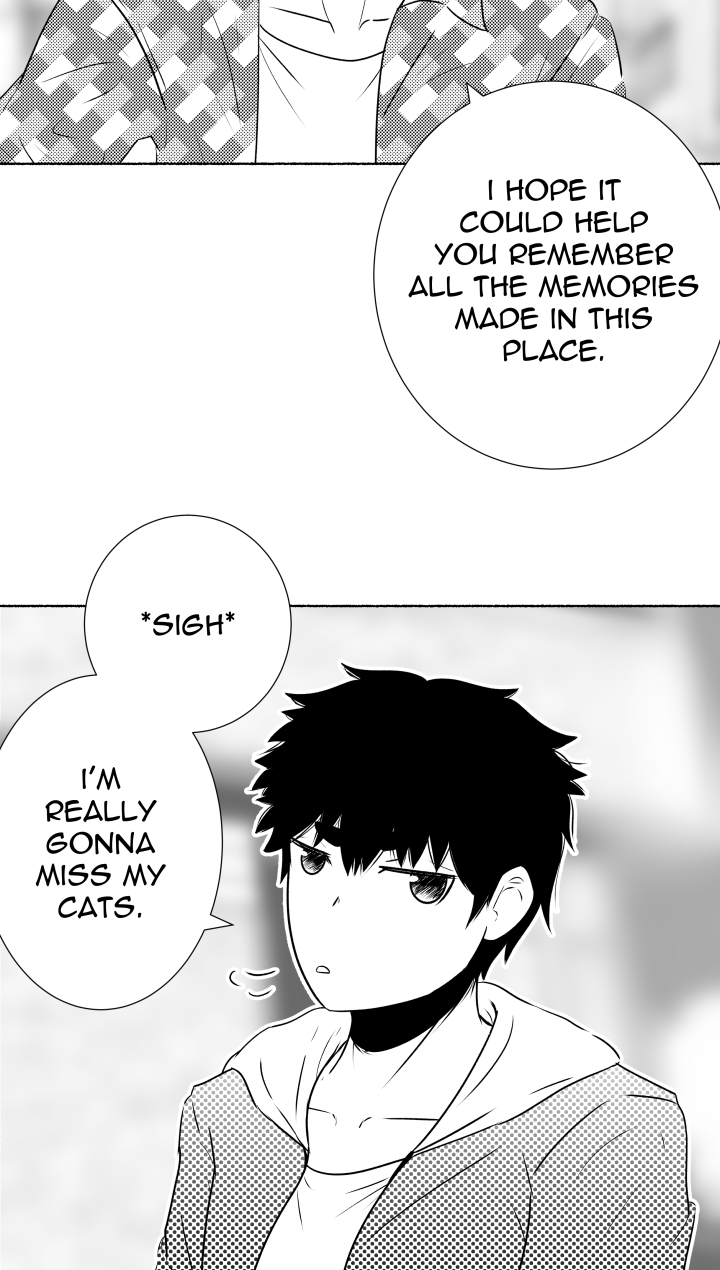 I HOPE IT
COULD HELP
YOU REMEMBER
ALL THE MEMORIES
MADE IN THIS
PLACE.
*SIGH*
I'M
REALLY
GONNA
MISS MY
CATS.